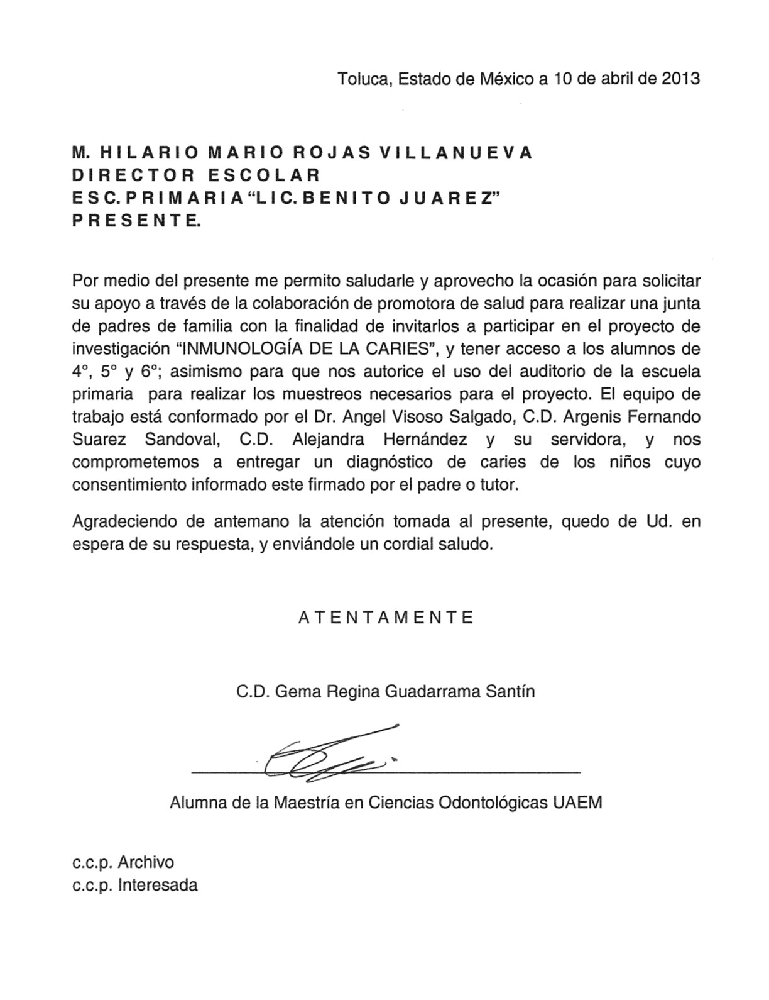 Toluca, Estado de México a 10 de abril de 2013
M. HILARIO MARIO ROJAS VILLANUEVA
DIRECTOR ESCOLAR
ESC. PRIMARIA “LIC. BENITO JUAREZ”
PRESENTE.
Por medio del presente me permito saludarle y aprovecho la ocasión para solicitar
su apoyo a través de la colaboración de promotora de salud para realizar una junta
de padres de familia con la finalidad de invitarlos a participar en el proyecto de
investigación “INMUNOLOGÍA DE LA CARIES”, y tener acceso a los alumnos de
4º, 5º y 6º; asimismo para que nos autorice el uso del auditorio de la escuela
primaria para realizar los muestreos necesarios para el proyecto. El equipo de
trabajo está conformado por el Dr. Angel Visoso Salgado, C.D. Argenis Fernando
Suarez Sandoval, C.D. Alejandra Hernández y su servidora, y nos
comprometemos a entregar un diagnóstico de caries de los niños cuyo
consentimiento informado este firmado por el padre o tutor.
Agradeciendo de antemano la atención tomada al presente, quedo de Ud. en
espera de su respuesta, y enviándole un cordial saludo.
ATENTAMENTE
C.D. Gema Regina Guadarrama Santín
Alumna de la Maestría en Ciencias Odontológicas UAEM
c.c.p. Archivo
c.c.p. Interesada